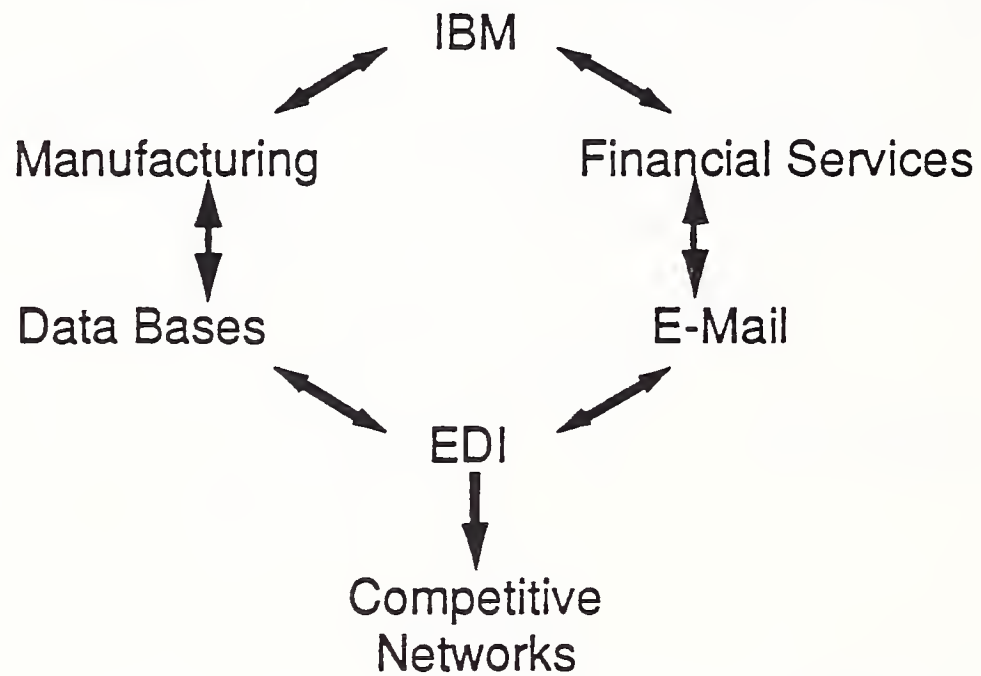 IBM
Manufacturing
Financial Services
Data Bases
E-Mail
EDI
Competitive
Networks